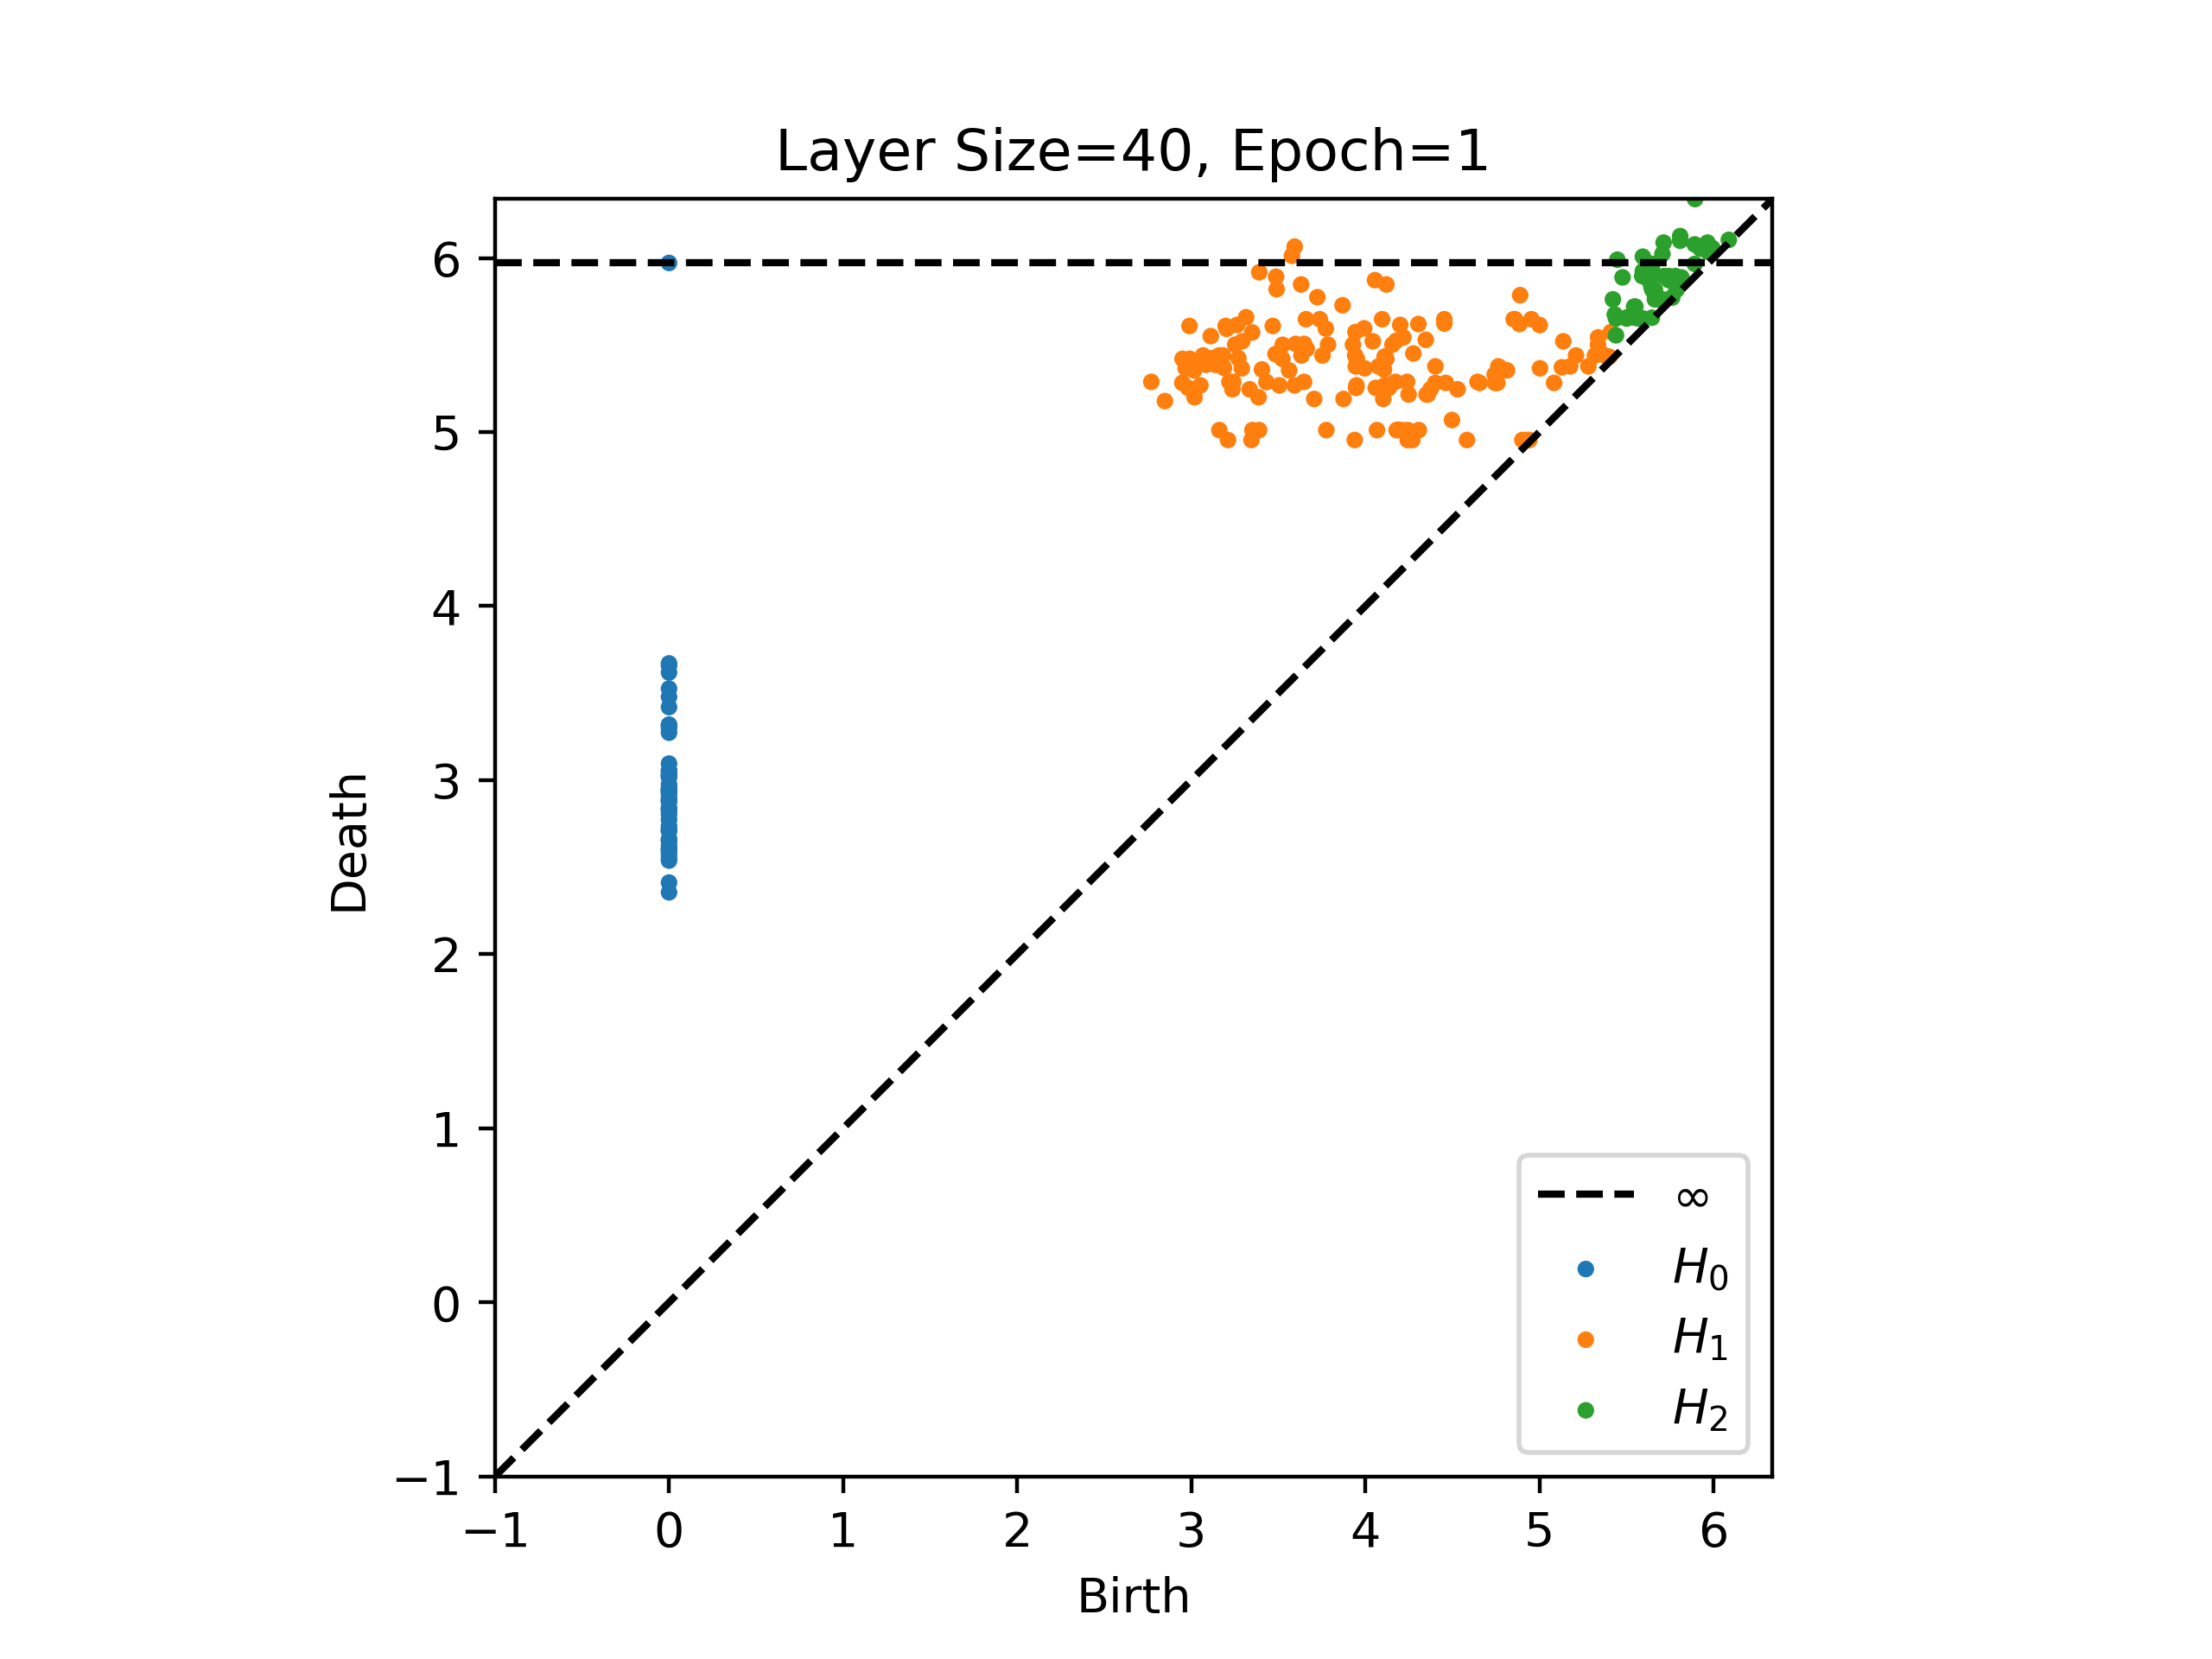 Layer Size=40, Epoch=1
Death
6
5
4
3
2
1
0
−1
−1 0 1 2 3 4 5 6
Birth
∞
H₀
H₁
H₂